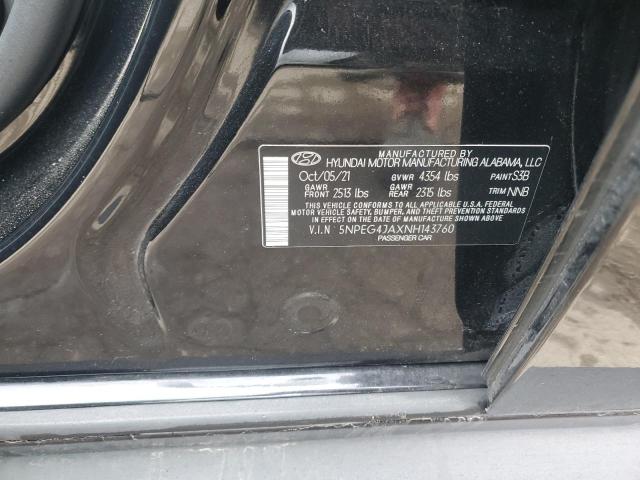 MANUFACTURED BY
HYUNDAI MOTOR MANUFACTURING ALABAMA, LLC
Oct/05/21 GVWR 4354 lbs PAINT S3B
GAWR FRONT 2513 lbs GAWR REAR 2315 lbs TRIM NNB
THIS VEHICLE CONFORMS TO ALL APPLICABLE U.S. FEDERAL
MOTOR VEHICLE SAFETY, BUMPER, AND THEFT PREVENTION
STANDARDS IN EFFECT ON THE DATE OF MANUFACTURE SHOWN ABOVE
V.I.N : 5NPEG4JAXNH143760
PASSENGER CAR